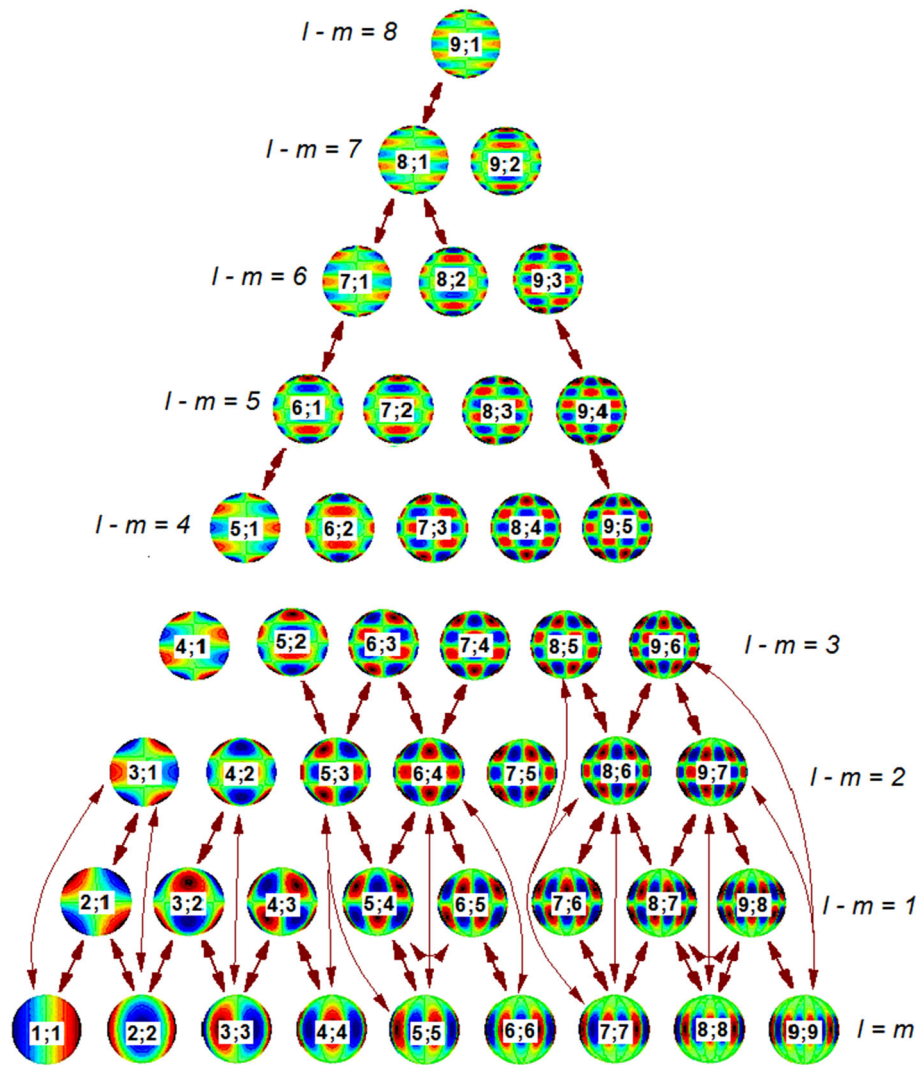 l - m = 8
9;1
l - m = 7
8;1 9;2
l - m = 6
7;1 8;2 9;3
l - m = 5
6;1 7;2 8;3 9;4
l - m = 4
5;1 6;2 7;3 8;4 9;5
4;1 5;2 6;3 7;4 8;5 9;6
l - m = 3
3;1 4;2 5;3 6;4 7;5 8;6 9;7
l - m = 2
2;1 3;2 4;3 5;4 6;5 7;6 8;7 9;8
l - m = 1
1;1 2;2 3;3 4;4 5;5 6;6 7;7 8;8 9;9
l = m